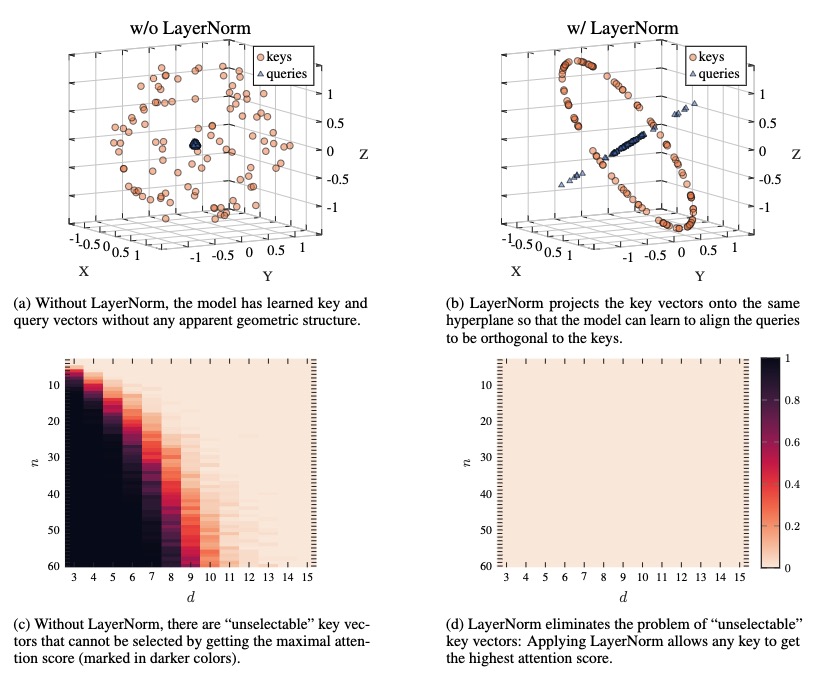 w/o LayerNorm
keys
queries
1
0.5
0
-0.5
-1
Z
-1
-0.5
0
0.5
1
X
-1
-0.5
0
0.5
1
Y
w/ LayerNorm
keys
queries
1
0.5
0
-0.5
-1
Z
-1
-0.5
0
0.5
1
X
-1
-0.5
0
0.5
1
Y
(a) Without LayerNorm, the model has learned key and
query vectors without any apparent geometric structure.
(b) LayerNorm projects the key vectors onto the same
hyperplane so that the model can learn to align the queries
to be orthogonal to the keys.
10
20
30
40
50
60
n
3 4 5 6 7 8 9 10 11 12 13 14 15
d
10
20
30
40
50
60
n
3 4 5 6 7 8 9 10 11 12 13 14 15
d
1
0.8
0.6
0.4
0.2
0
(c) Without LayerNorm, there are “unselectable” key vec-
tors that cannot be selected by getting the maximal atten-
tion score (marked in darker colors).
(d) LayerNorm eliminates the problem of “unselectable”
key vectors: Applying LayerNorm allows any key to get
the highest attention score.